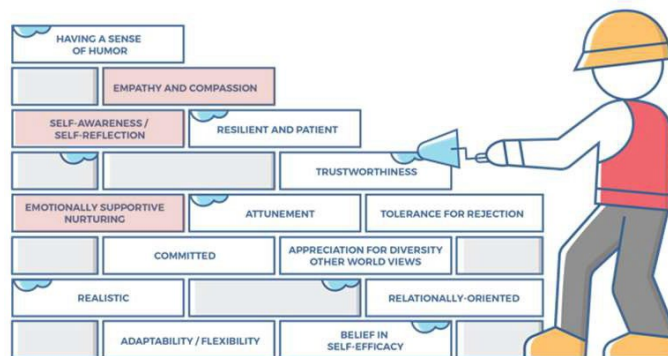 HAVING A SENSE
OF HUMOR
EMPATHY AND COMPASSION
SELF-AWARENESS /
SELF-REFLECTION
RESILIENT AND PATIENT
TRUSTWORTHINESS
EMOTIONALLY SUPPORTIVE
NURTURING
ATTUNEMENT
TOLERANCE FOR REJECTION
COMMITTED
APPRECIATION FOR DIVERSITY
OTHER WORLD VIEWS
REALISTIC
RELATIONALLY-ORIENTED
ADAPTABILITY / FLEXIBILITY
BELIEF IN
SELF-EFFICACY